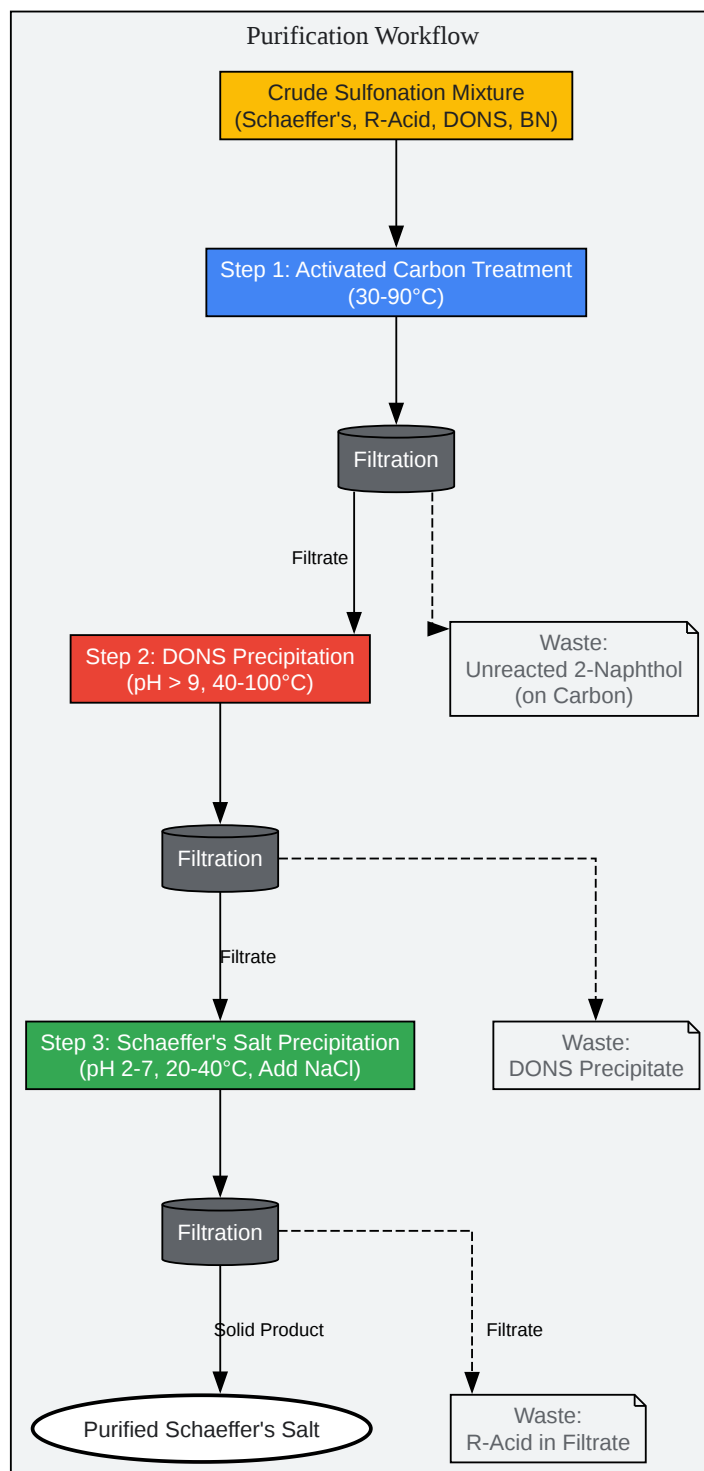 Purification Workflow
Crude Sulfonation Mixture
(Schaeffer's, R-Acid, DONS, BN)
Step 1: Activated Carbon Treatment
(30-90°C)
Filtration
Filtrate
Step 2: DONS Precipitation
(pH > 9, 40-100°C)
Waste:
Unreacted 2-Naphthol
(on Carbon)
Filtration
Filtrate
Step 3: Schaeffer's Salt Precipitation
(pH 2-7, 20-40°C, Add NaCl)
Waste:
DONS Precipitate
Filtration
Solid Product
Filtrate
Purified Schaeffer's Salt
Waste:
R-Acid in Filtrate